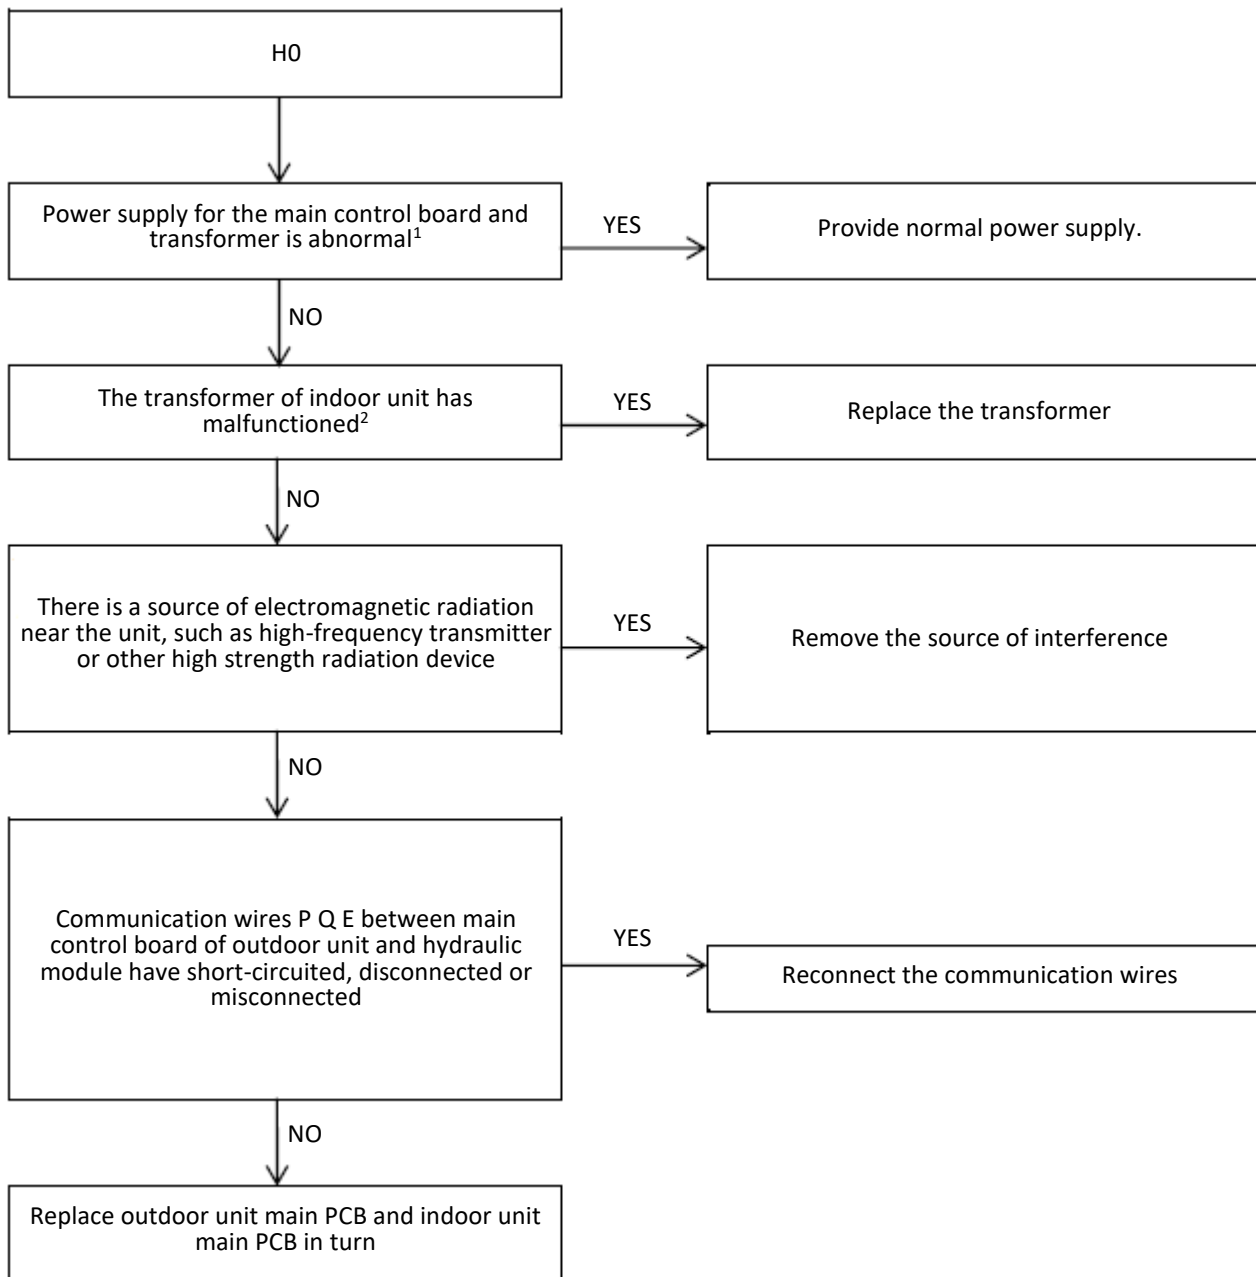 H0
Power supply for the main control board and
transformer is abnormal¹
YES
Provide normal power supply.
NO
The transformer of indoor unit has
malfunctioned²
YES
Replace the transformer
NO
There is a source of electromagnetic radiation
near the unit, such as high-frequency transmitter
or other high strength radiation device
YES
Remove the source of interference
NO
Communication wires P Q E between main
control board of outdoor unit and hydraulic
module have short-circuited, disconnected or
misconnected
YES
Reconnect the communication wires
NO
Replace outdoor unit main PCB and indoor unit
main PCB in turn